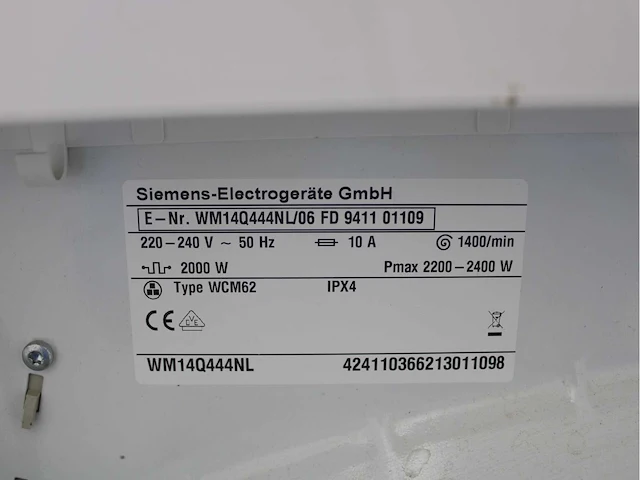 Siemens-Electrogeräte GmbH
E-Nr. WM14Q444NL/06 FD 9411 01109
220-240 V ~ 50 Hz 10 A 1400/min
2000 W Pmax 2200-2400 W
Type WCM62 IPX4
CE VDE
WM14Q444NL 424110366213011098